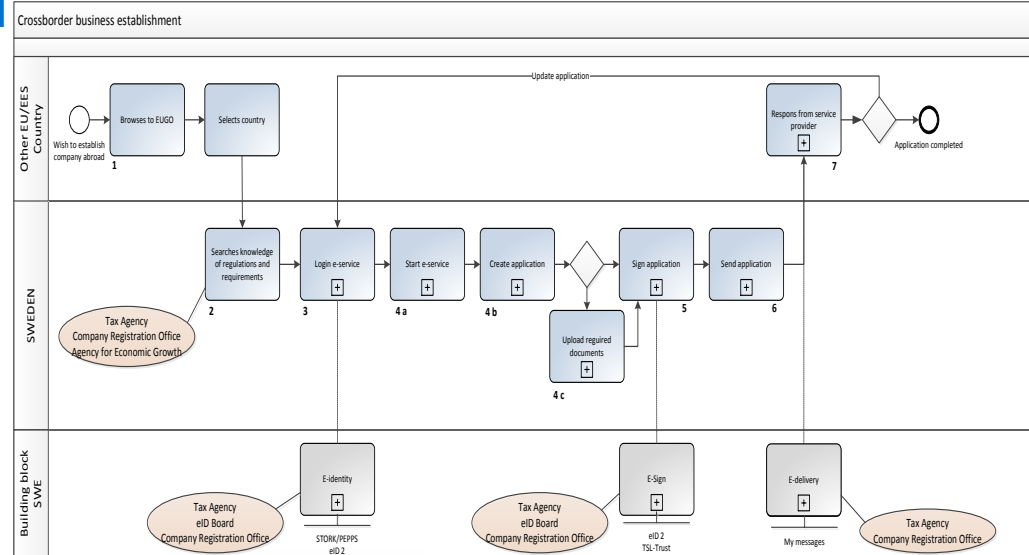 Crossborder business establishment
Other EU/EES
Country
Update application
Wish to establish
company abroad
Browses to EUGO
1
Selects country
Respons from service
provider
7
Application completed
SWEDEN
Searches knowledge
of regulations and
requirements
2
Login e-service
3
Start e-service
4 a
Create application
4 b
Upload reguired
documents
4 c
Sign application
5
Send application
6
Tax Agency
Company Registration Office
Agency for Economic Growth
Building block
SWE
Tax Agency
eID Board
Company Registration Office
E-identity
STORK/PEPPS
eID 2
Tax Agency
eID Board
Company Registration Office
E-Sign
eID 2
TSL-Trust
E-delivery
My messages
Tax Agency
Company Registration Office